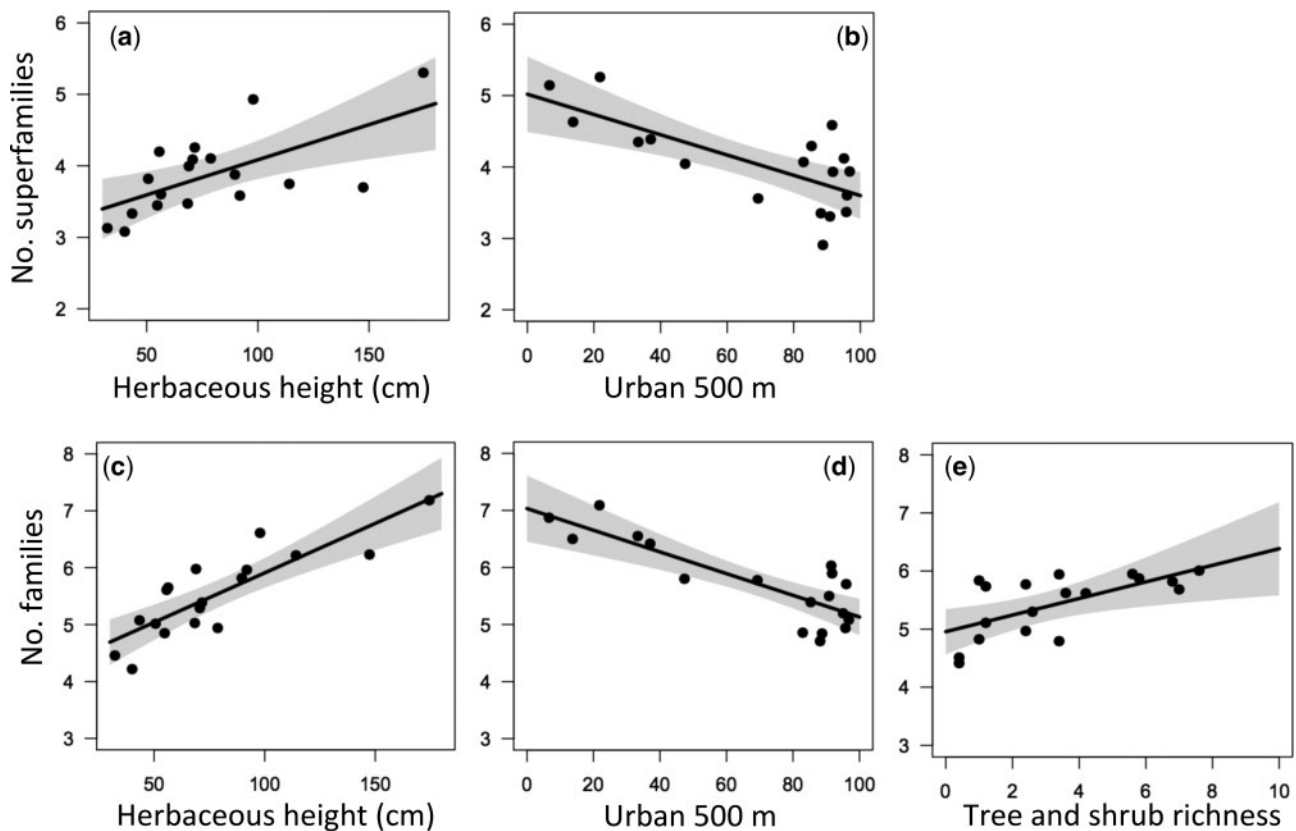 (a)
(b)
No. superfamilies
6
5
4
3
2
50 100 150
Herbaceous height (cm)
6
5
4
3
2
0 20 40 60 80 100
Urban 500 m
(c)
(d)
(e)
No. families
8
7
6
5
4
3
50 100 150
Herbaceous height (cm)
8
7
6
5
4
3
0 20 40 60 80 100
Urban 500 m
8
7
6
5
4
3
0 2 4 6 8 10
Tree and shrub richness